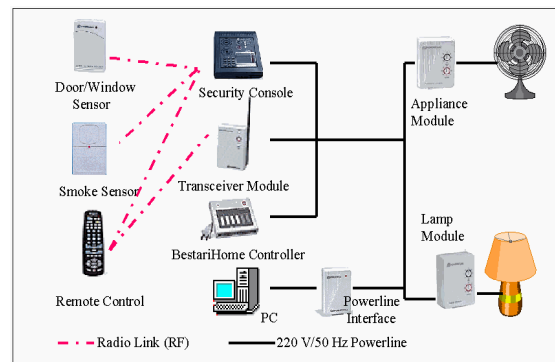 Door/Window
Sensor
Security Console
Appliance
Module
Smoke Sensor
Transceiver Module
Lamp
Module
BestariHome Controller
Remote Control
PC
Powerline
Interface
Radio Link (RF)
220 V/50 Hz Powerline